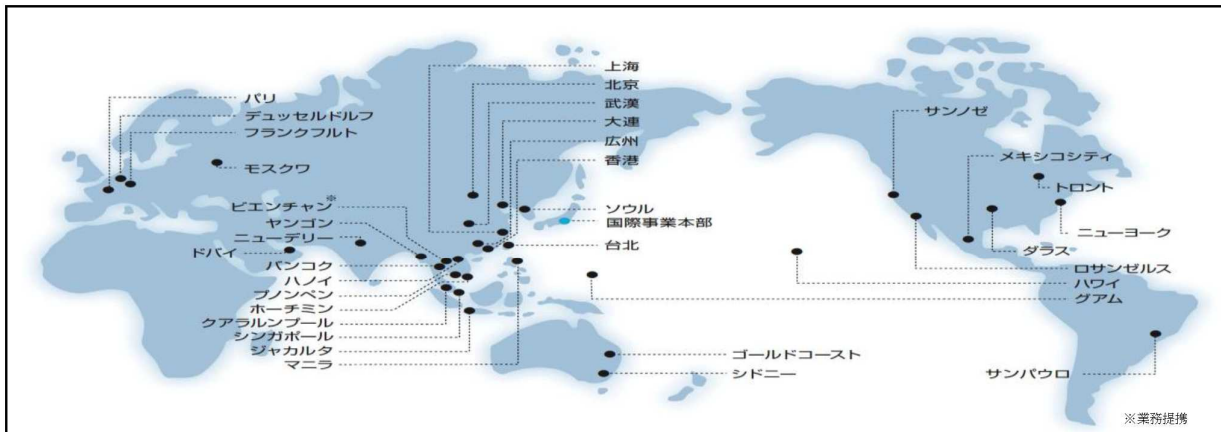 上海
北京
武漢
大連
広州
香港
パリ
デュッセルドルフ
フランクフルト
モスクワ
ビエンチャン※
ヤンゴン
ニューデリー
ドバイ
バンコク
ハノイ
プノンペン
ホーチミン
クアラルンプール
シンガポール
ジャカルタ
マニラ
ソウル
国際事業本部
台北
サンノゼ
メキシコシティ
トロント
ニューヨーク
ダラス
ロサンゼルス
ハワイ
グアム
ゴールドコースト
シドニー
サンパウロ
※業務提携